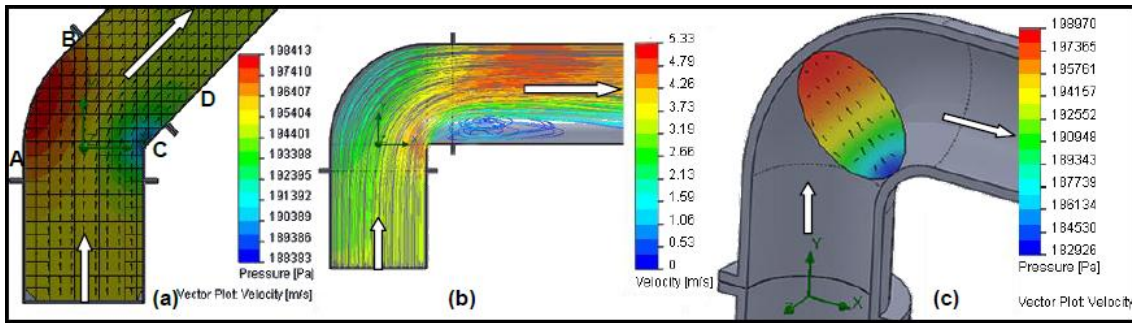 B
A
C
D
198413
197410
196407
195404
194401
193398
192395
191392
190389
189386
Pressure [Pa]
Vector Plot: Velocity [m/s]
(a)
5.33
4.79
4.26
3.73
3.19
2.66
2.13
1.59
1.06
0.53
0
Velocity [m/s]
(b)
198970
197365
195761
194157
192552
190948
189343
187739
186134
184530
182926
Pressure [Pa]
Vector Plot: Velocity
Y
Z
X
(c)